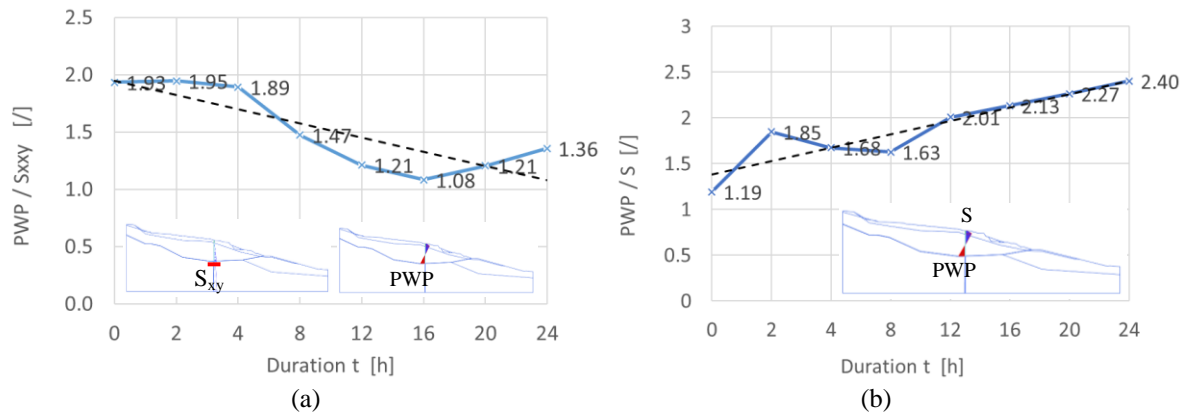 (a)
2.5
2.0
1.5
1.0
0.5
0.0
PWP / Sxxy [/]
1.93
1.95
1.89
1.47
1.21
1.08
1.21
1.36
Sxy
PWP
0 2 4 8 12 16 20 24
Duration t [h]
(a)
(b)
3
2.5
2
1.5
1
0.5
0
PWP / S [/]
1.19
1.85
1.68
1.63
2.01
2.13
2.27
2.40
S
PWP
0 2 4 8 12 16 20 24
Duration t [h]
(b)